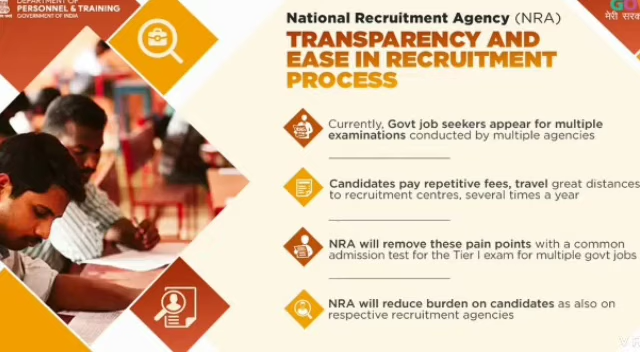 DEPARTMENT OF
PERSONNEL & TRAINING
GOVERNMENT OF INDIA
मेरी सरका
National Recruitment Agency (NRA)
TRANSPARENCY AND
EASE IN RECRUITMENT
PROCESS
Currently, Govt job seekers appear for multiple
examinations conducted by multiple agencies
Candidates pay repetitive fees, travel great distances
to recruitment centres, several times a year
NRA will remove these pain points with a common
admission test for the Tier I exam for multiple govt jobs
NRA will reduce burden on candidates as also on
respective recruitment agencies